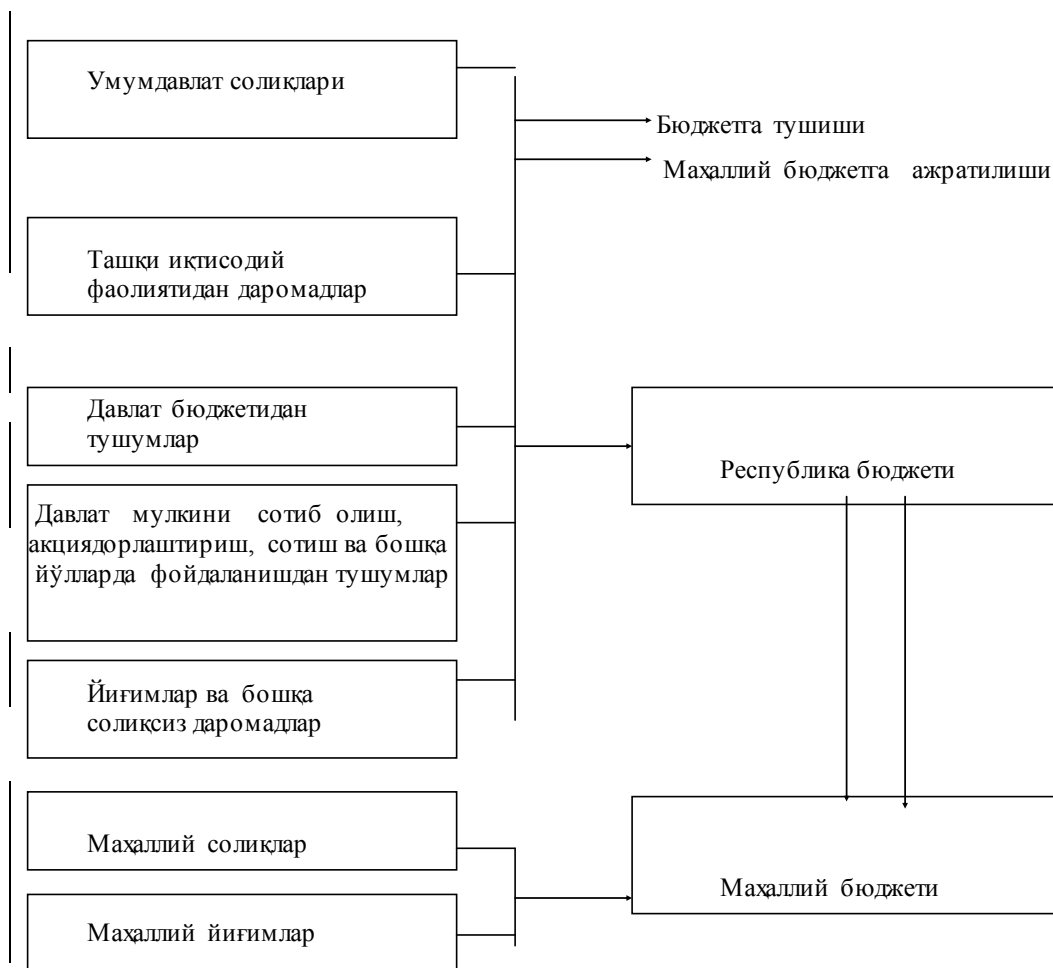 Умумдавлат солиқлари
Бюджетга тушиши
Маҳаллий бюджетга ажратилиши
Ташқи иқтисодий
фаолиятидан даромадлар
Давлат бюджетидан
тушумлар
Республика бюджети
Давлат мулкини сотиб олиш,
акциядорлаштириш, сотиш ва бошқа
йўлларда фойдаланишдан тушумлар
Йиғимлар ва бошқа
солиқсиз даромадлар
Маҳаллий солиқлар
Маҳаллий бюджети
Маҳаллий йиғимлар